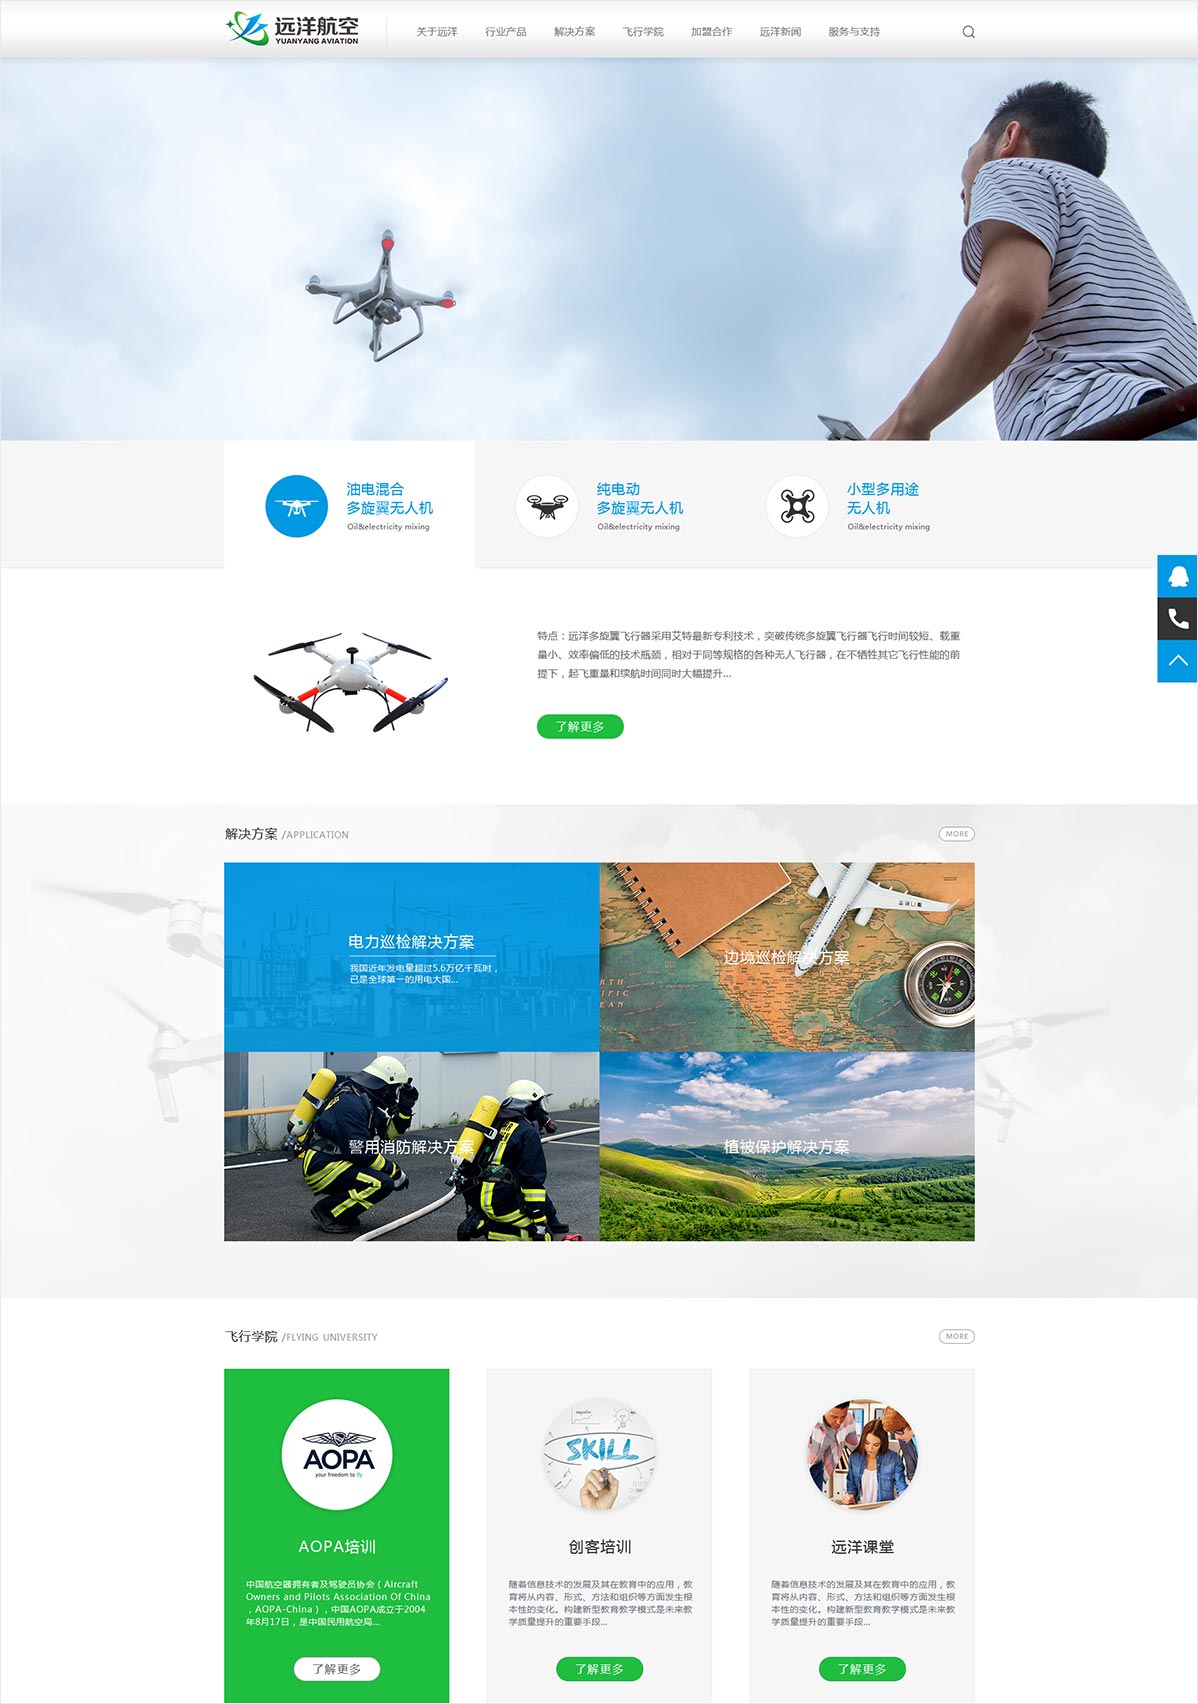 远洋航空
YUANYANG AVIATION
关于远洋 行业产品 解决方案 飞行学院 加盟合作 远洋新闻 服务与支持
油电混合
多旋翼无人机
Oil&electricity mixing
纯电动
多旋翼无人机
Oil&electricity mixing
小型多用途
无人机
Oil&electricity mixing
特点：远洋多旋翼飞行器采用艾特最新专利技术，突破传统多旋翼飞行器飞行时间较短、载重
量小、效率偏低的技术瓶颈，相对于同等规格的各种无人飞行器，在不牺牲其它飞行性能的前
提下，起飞重量和续航时间同时大幅提升...
了解更多
解决方案 /APPLICATION
MORE
电力巡检解决方案
我国近年发电量超过5.6万亿千瓦时，
已是全球第一的用电大国...
边境巡检解决方案
警用消防解决方案
植被保护解决方案
飞行学院 /FLYING UNIVERSITY
MORE
AOPA
your freedom to fly
AOPA培训
中国航空器拥有者及驾驶员协会（Aircraft
Owners and Pilots Association Of China
，AOPA-China），中国AOPA成立于2004
年8月17日，是中国民用航空局...
了解更多
SKILL
创客培训
随着信息技术的发展及其在教育中的应用，教
育将从内容、形式、方法和组织等方面发生根
本性的变化。构建新型教育教学模式是未来教
学质量提升的重要手段...
了解更多
远洋课堂
随着信息技术的发展及其在教育中的应用，教
育将从内容、形式、方法和组织等方面发生根
本性的变化。构建新型教育教学模式是未来教
学质量提升的重要手段...
了解更多